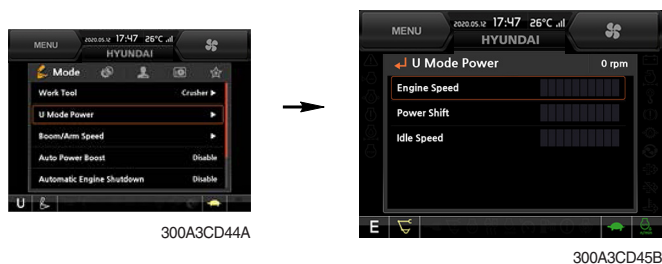 MENU
2020.05.12 17:47 26°C
HYUNDAI
Mode
Work Tool Crusher ►
U Mode Power ►
Boom/Arm Speed ►
Auto Power Boost Disable
Automatic Engine Shutdown Disable
U
300A3CD44A
MENU
2020.05.12 17:47 26°C
HYUNDAI
U Mode Power 0 rpm
Engine Speed
Power Shift
Idle Speed
E
300A3CD45B